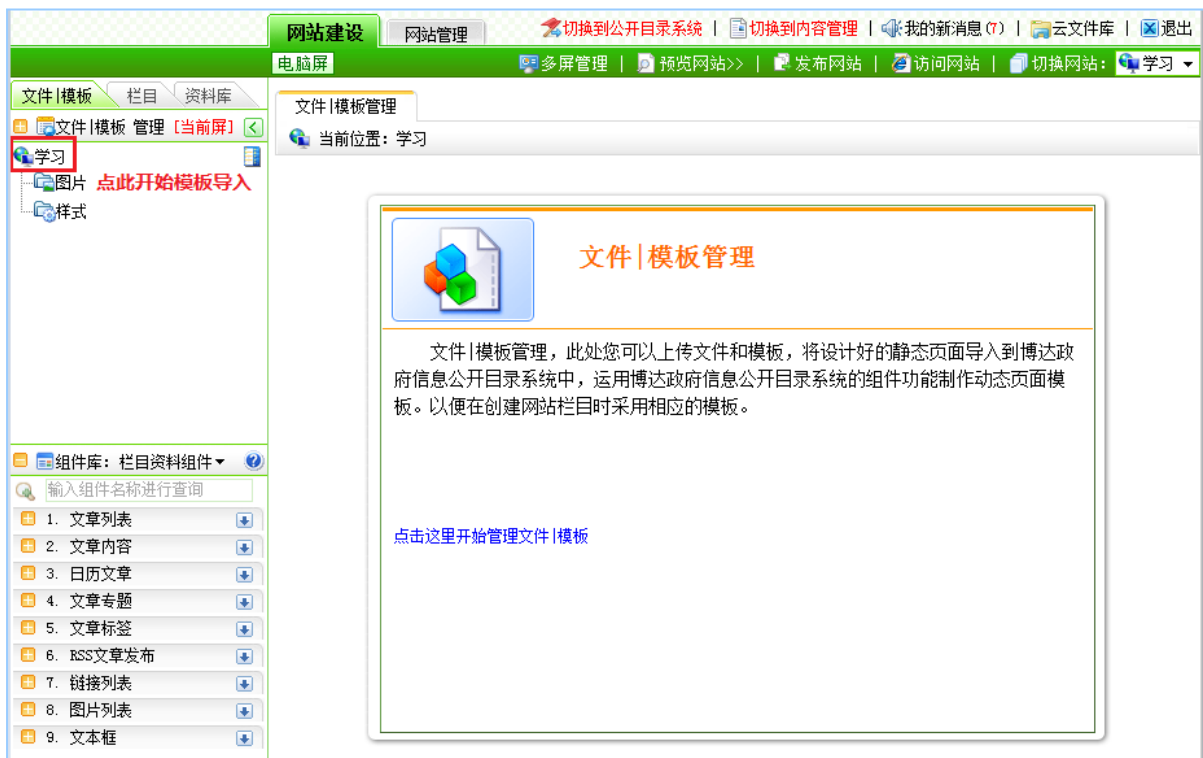 网站建设 网站管理 切换到公开目录系统 | 切换到内容管理 | 我的新消息(7) | 云文件库 | 退出
电脑屏 多屏管理 | 预览网站>> | 发布网站 | 访问网站 | 切换网站: 学习
文件|模板 栏目 资料库
文件|模板 管理 [当前屏]
学习
图片 点此开始模板导入
样式
文件|模板管理
当前位置: 学习
文件|模板管理
文件|模板管理，此处您可以上传文件和模板，将设计好的静态页面导入到博达政
府信息公开目录系统中，运用博达政府信息公开目录系统的组件功能制作动态页面模
板。以便在创建网站栏目时采用相应的模板。
点击这里开始管理文件|模板
组件库: 栏目资料组件
输入组件名称进行查询
1. 文章列表
2. 文章内容
3. 日历文章
4. 文章专题
5. 文章标签
6. RSS文章发布
7. 链接列表
8. 图片列表
9. 文本框